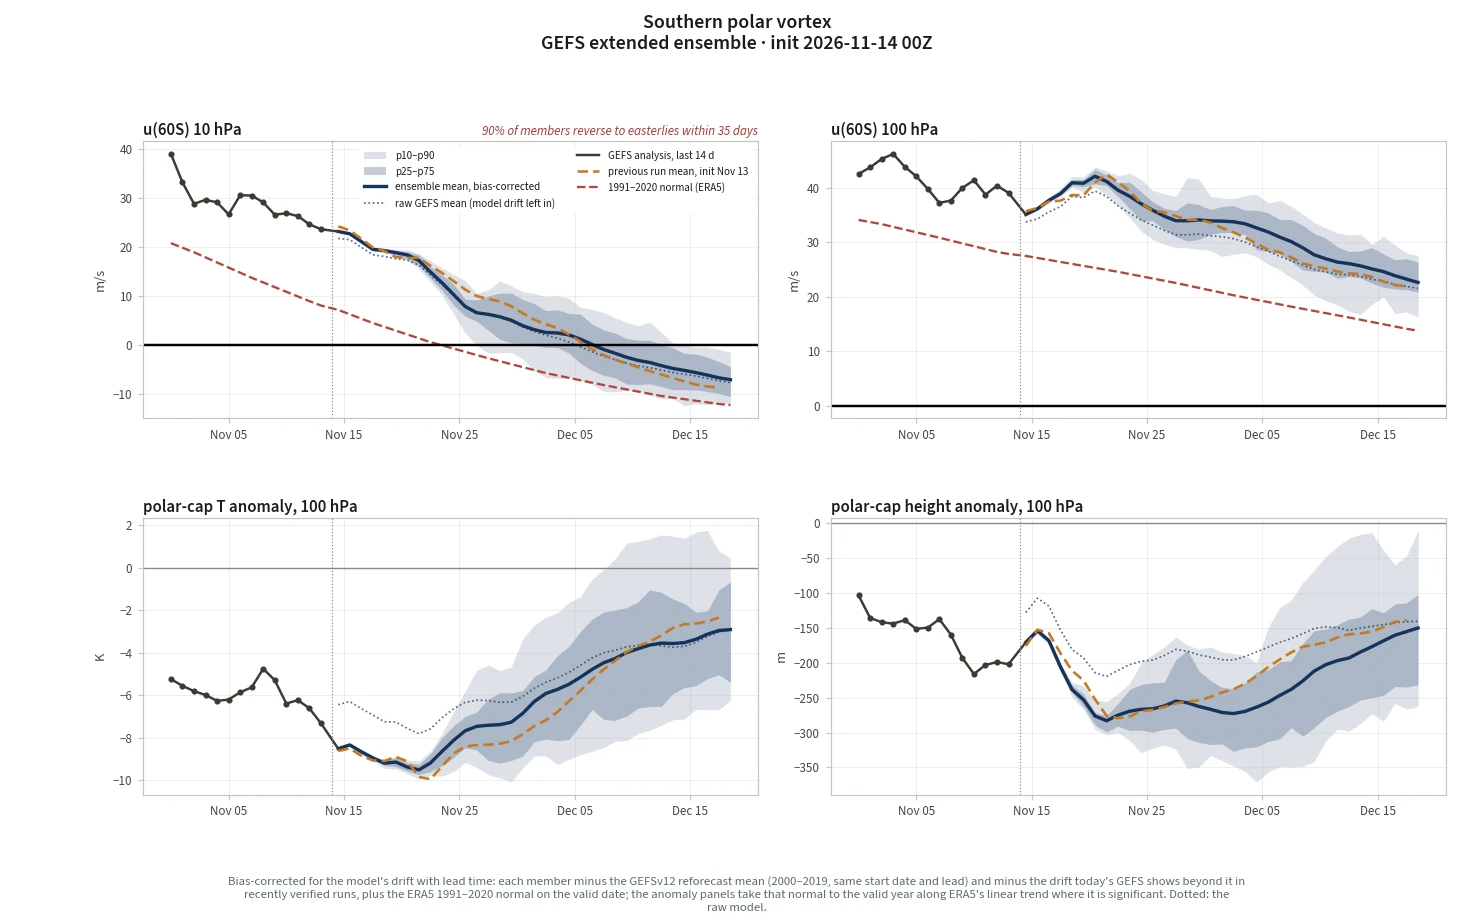 Southern polar vortex
GEFS extended ensemble · init 2026-11-14 00Z
u(60S) 10 hPa
90% of members reverse to easterlies within 35 days
p10–p90
p25–p75
ensemble mean, bias-corrected
raw GEFS mean (model drift left in)
GEFS analysis, last 14 d
previous run mean, init Nov 13
1991–2020 normal (ERA5)
m/s
40
30
20
10
0
−10
Nov 05
Nov 15
Nov 25
Dec 05
Dec 15
u(60S) 100 hPa
m/s
40
30
20
10
0
Nov 05
Nov 15
Nov 25
Dec 05
Dec 15
polar-cap T anomaly, 100 hPa
K
2
0
−2
−4
−6
−8
−10
Nov 05
Nov 15
Nov 25
Dec 05
Dec 15
polar-cap height anomaly, 100 hPa
m
0
−50
−100
−150
−200
−250
−300
−350
Nov 05
Nov 15
Nov 25
Dec 05
Dec 15
Bias-corrected for the model's drift with lead time: each member minus the GEFSv12 reforecast mean (2000–2019, same start date and lead) and minus the drift today's GEFS shows beyond it in
recently verified runs, plus the ERA5 1991–2020 normal on the valid date; the anomaly panels take that normal to the valid year along ERA5's linear trend where it is significant. Dotted: the
raw model.